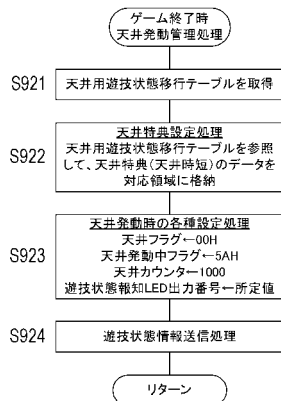 ゲーム終了時
天井発動管理処理
S921
天井用遊技状態移行テーブルを取得
S922
天井特典設定処理
天井用遊技状態移行テーブルを参照
して、天井特典(天井時短)のデータを
対応領域に格納
S923
天井発動時の各種設定処理
天井フラグ←00H
天井発動中フラグ←5AH
天井カウンタ←1000
遊技状態報知LED出力番号←所定値
S924
遊技状態情報送信処理
リターン